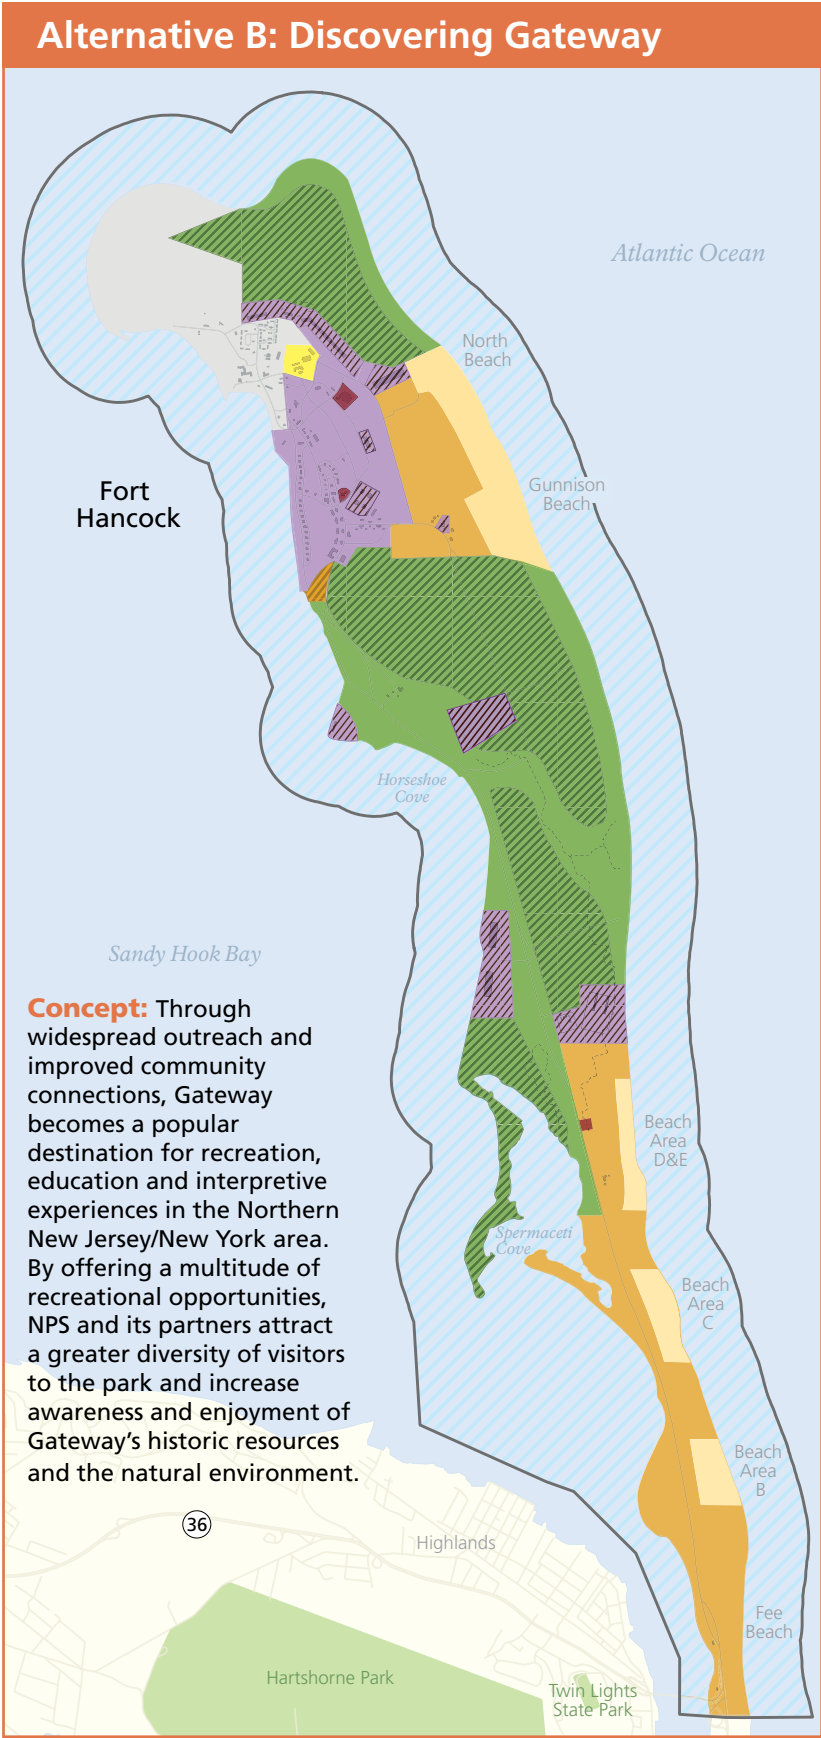 Alternative B: Discovering Gateway
Atlantic Ocean
North
Beach
Gunnison
Beach
Fort
Hancock
Horseshoe
Cove
Sandy Hook Bay
Concept: Through
widespread outreach and
improved community
connections, Gateway
becomes a popular
destination for recreation,
education and interpretive
experiences in the Northern
New Jersey/New York area.
By offering a multitude of
recreational opportunities,
NPS and its partners attract
a greater diversity of visitors
to the park and increase
awareness and enjoyment of
Gateway's historic resources
and the natural environment.
Beach
Area
D&E
Spermaceti
Cove
Beach
Area
C
Beach
Area
B
36
Highlands
Fee
Beach
Hartshorne Park
Twin Lights
State Park